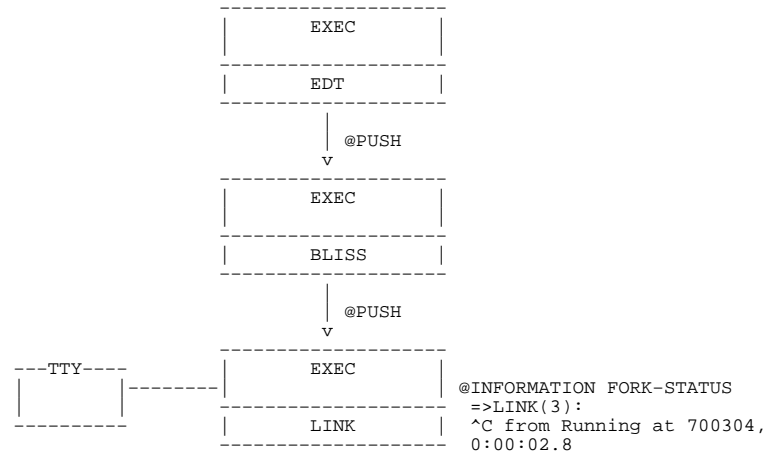 EXEC
EDT
@PUSH
v
EXEC
BLISS
@PUSH
v
TTY
EXEC
@INFORMATION FORK-STATUS
=>LINK(3):
LINK
^C from Running at 700304,
0:00:02.8